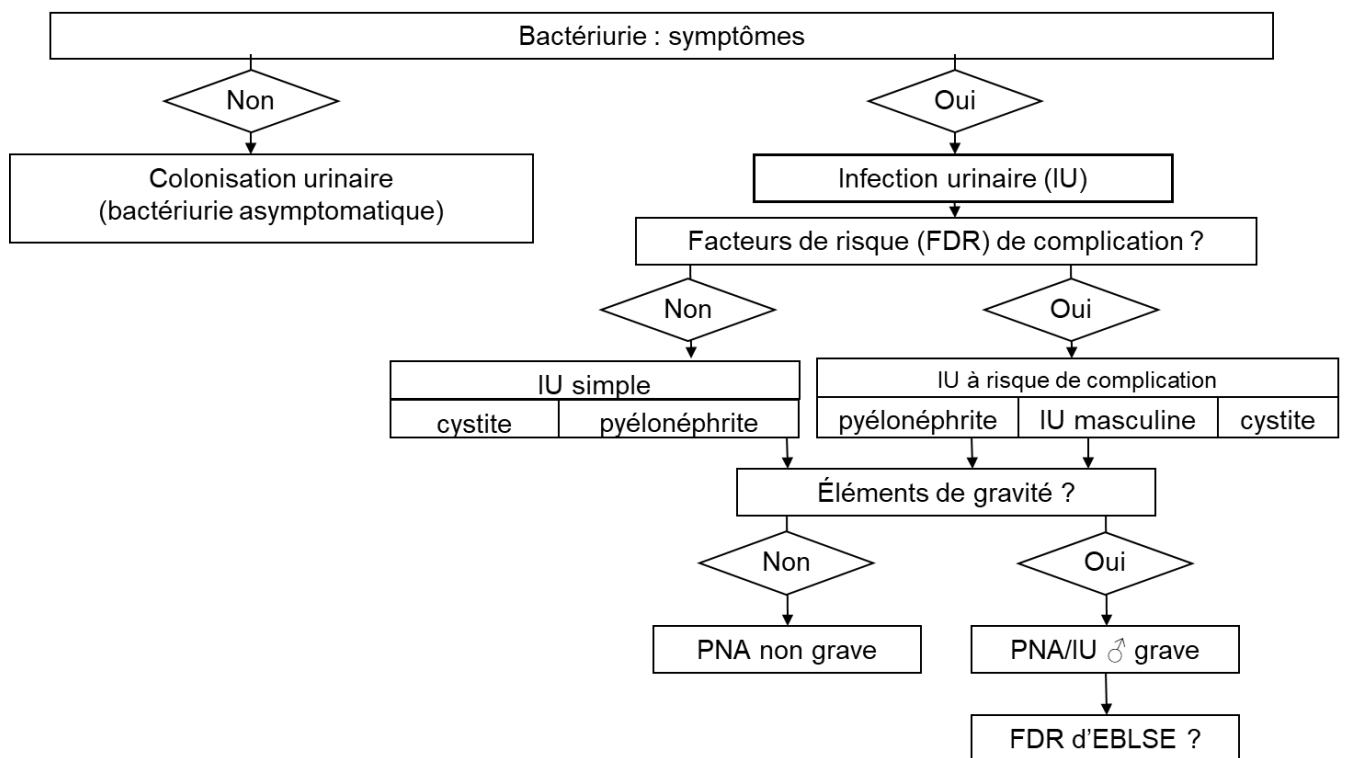 Bactériurie : symptômes
Non
Oui
Colonisation urinaire
(bactériurie asymptomatique)
Infection urinaire (IU)
Facteurs de risque (FDR) de complication ?
Non
Oui
IU simple
cystite
pyélonéphrite
IU à risque de complication
pyélonéphrite
IU masculine
cystite
Éléments de gravité ?
Non
Oui
PNA non grave
PNA/IU ♂ grave
FDR d’EBLSE ?